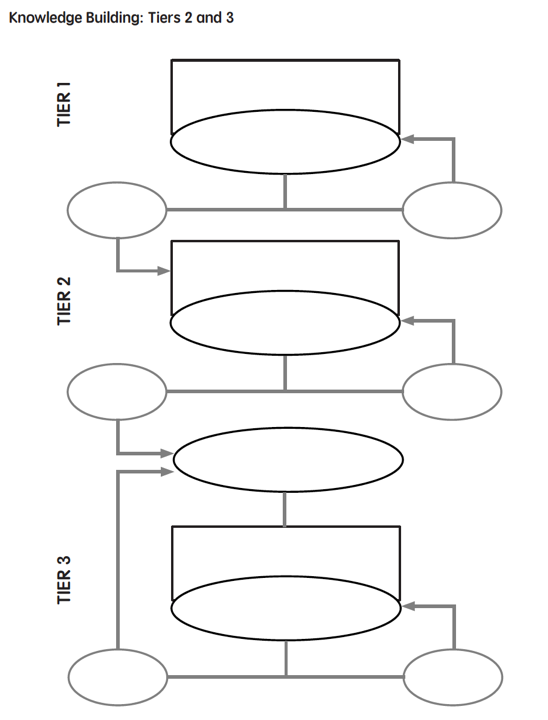 Knowledge Building: Tiers 2 and 3
TIER 1
TIER 2
TIER 3